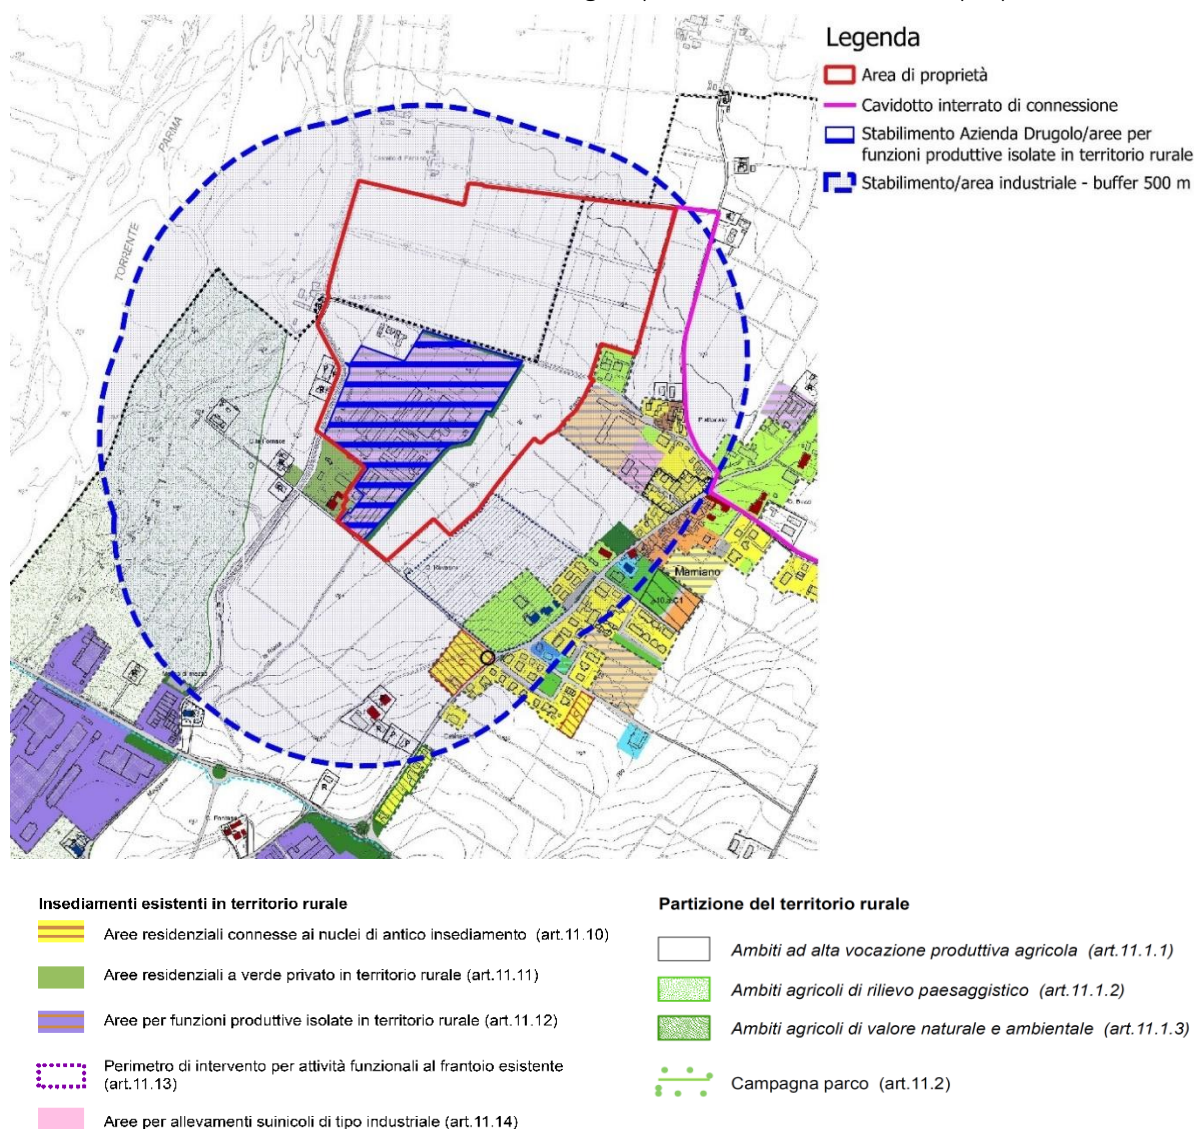 Legenda
Area di proprietà
Cavidotto interrato di connessione
Stabilimento Azienda Drugolo/aree per
funzioni produttive isolate in territorio rurale
Stabilimento/area industriale - buffer 500 m
PARMA
TORRENTE
Mamiano
Insediamenti esistenti in territorio rurale
Aree residenziali connesse ai nuclei di antico insediamento (art.11.10)
Aree residenziali a verde privato in territorio rurale (art.11.11)
Aree per funzioni produttive isolate in territorio rurale (art.11.12)
Perimetro di intervento per attività funzionali al frantoio esistente
(art.11.13)
Aree per allevamenti suinicoli di tipo industriale (art.11.14)
Partizione del territorio rurale
Ambiti ad alta vocazione produttiva agricola (art.11.1.1)
Ambiti agricoli di rilievo paesaggistico (art.11.1.2)
Ambiti agricoli di valore naturale e ambientale (art.11.1.3)
Campagna parco (art.11.2)